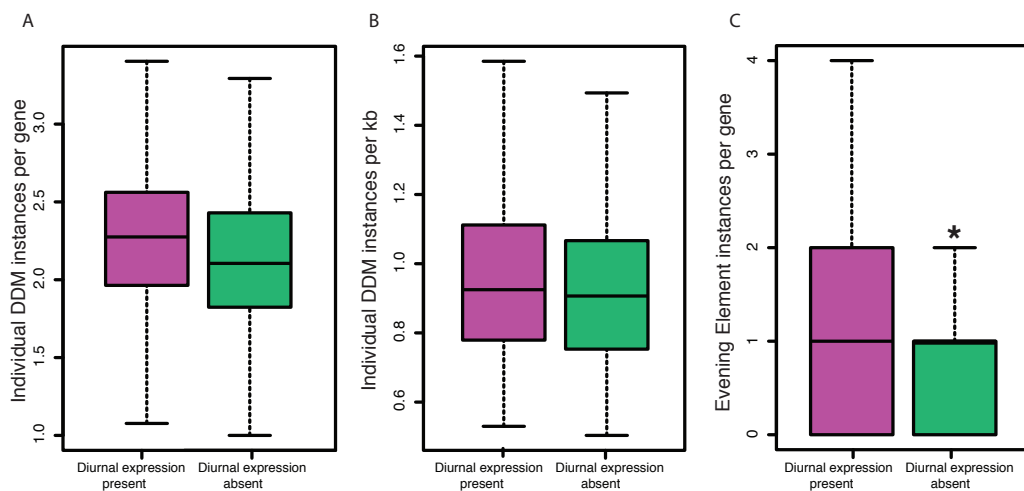 A
Individual DDM instances per gene
3.0
2.5
2.0
1.5
1.0
Diurnal expression
present
Diurnal expression
absent
B
Individual DDM instances per kb
1.6
1.4
1.2
1.0
0.8
0.6
Diurnal expression
present
Diurnal expression
absent
C
Evening Element instances per gene
4
3
2
1
0
*
Diurnal expression
present
Diurnal expression
absent